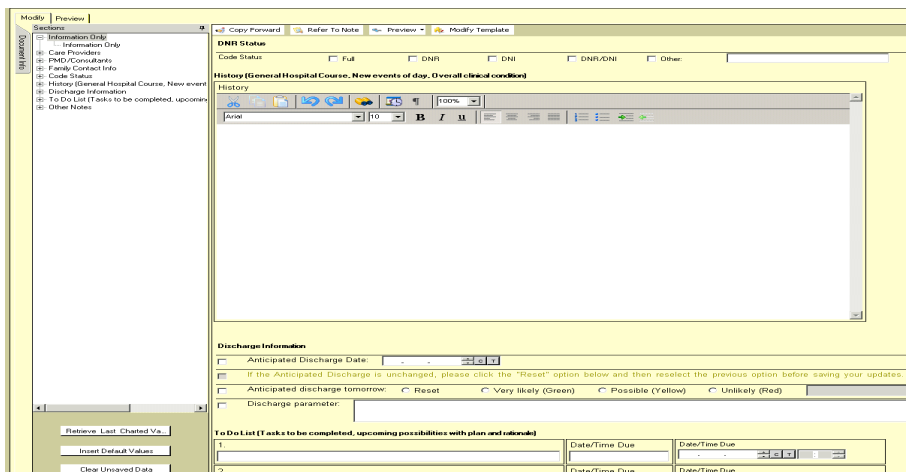 Modify Preview
Sections
Document Info
Information Only
Information Only
Care Providers
PMD/Consultants
Family Contact Info
Code Status
History (General Hospital Course, New event
Discharge Information
To Do List (Tasks to be completed, upcoming
Other Notes
Retrieve Last Charted Va...
Insert Default Values
Clear Unsaved Data
Copy Forward Refer To Note Preview Modify Template
DNR Status
Code Status Full DNR DNI DNR/DNI Other:
History (General Hospital Course, New events of day, Overall clinical condition)
History
100%
Arial 10 B I u
Discharge Information
Anticipated Discharge Date: . . C T
If the Anticipated Discharge is unchanged, please click the "Reset" option below and then reselect the previous option before saving your updates.
Anticipated discharge tomorrow: Reset Very likely (Green) Possible (Yellow) Unlikely (Red)
Discharge parameter:
To Do List (Tasks to be completed, upcoming possibilities with plan and rationale)
1. Date/Time Due Date/Time Due
. . C T :
2. Date/Time Due Date/Time Due